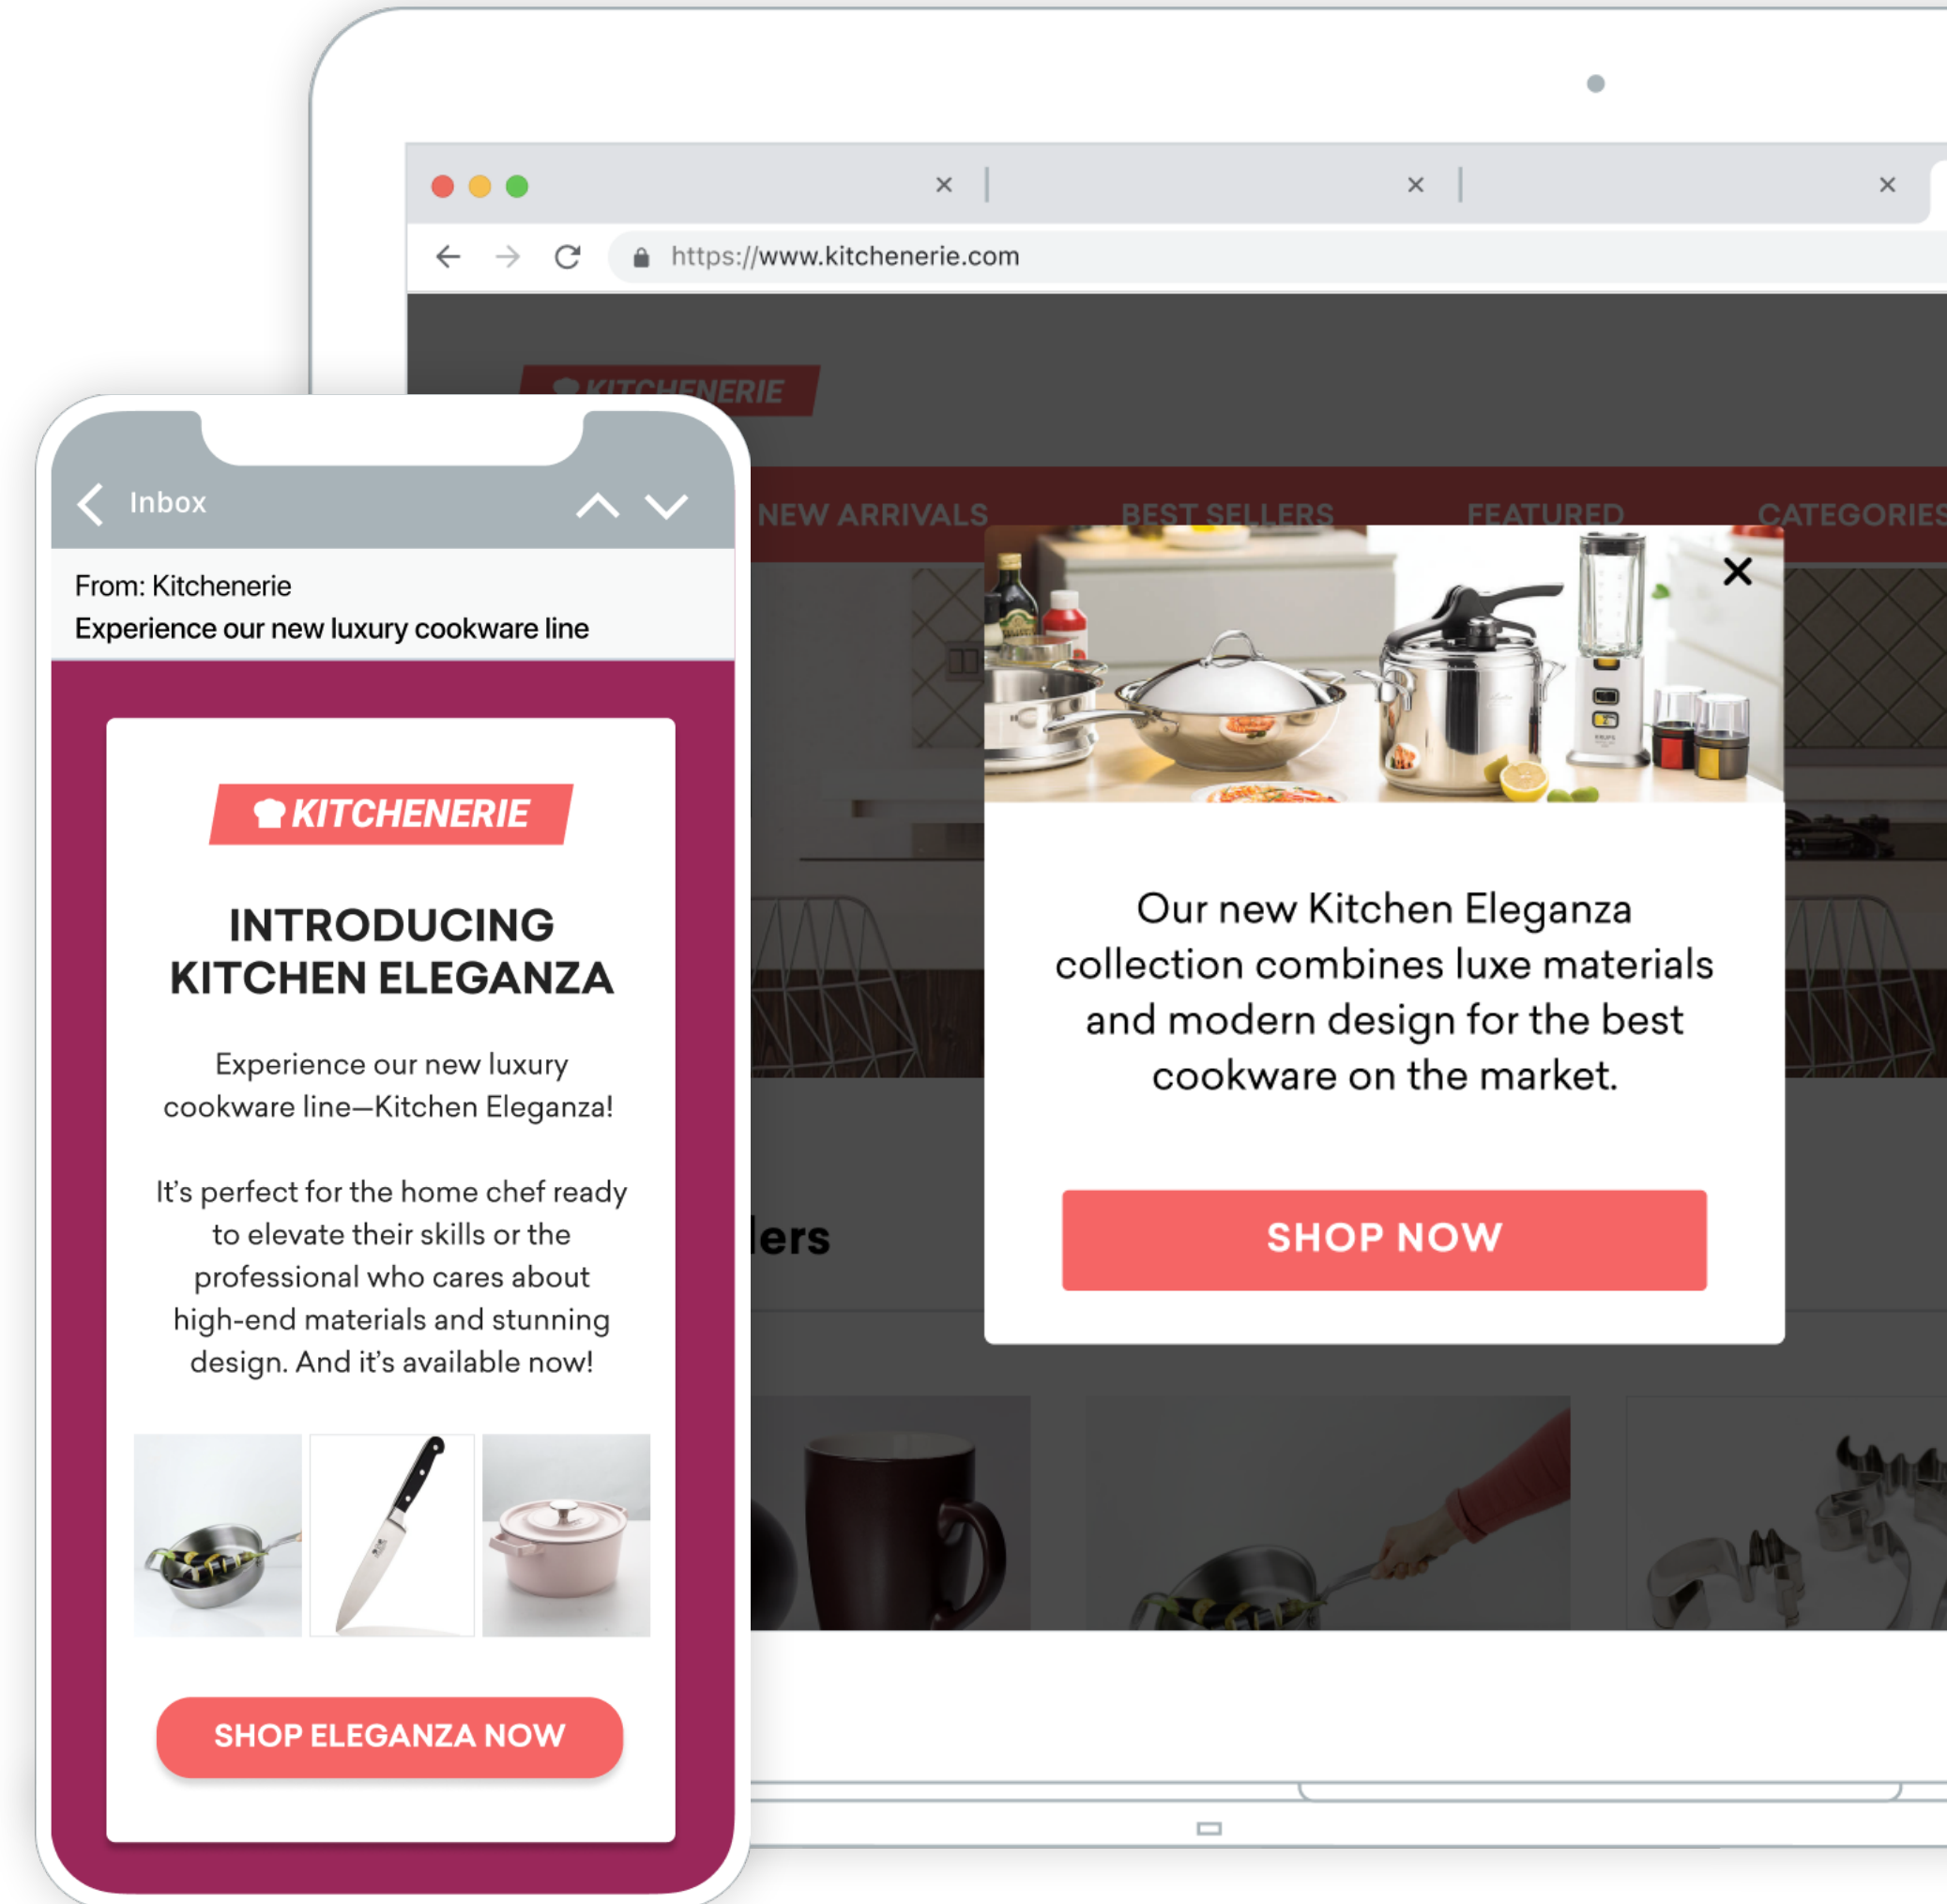 https://www.kitchenerie.com
KITCHENERIE
NEW ARRIVALS
BEST SELLERS
FEATURED
CATEGORIES
Our new Kitchen Eleganza
collection combines luxe materials
and modern design for the best
cookware on the market.
SHOP NOW
lers
Inbox
From: Kitchenerie
Experience our new luxury cookware line
KITCHENERIE
INTRODUCING
KITCHEN ELEGANZA
Experience our new luxury
cookware line—Kitchen Eleganza!
It’s perfect for the home chef ready
to elevate their skills or the
professional who cares about
high-end materials and stunning
design. And it’s available now!
SHOP ELEGANZA NOW